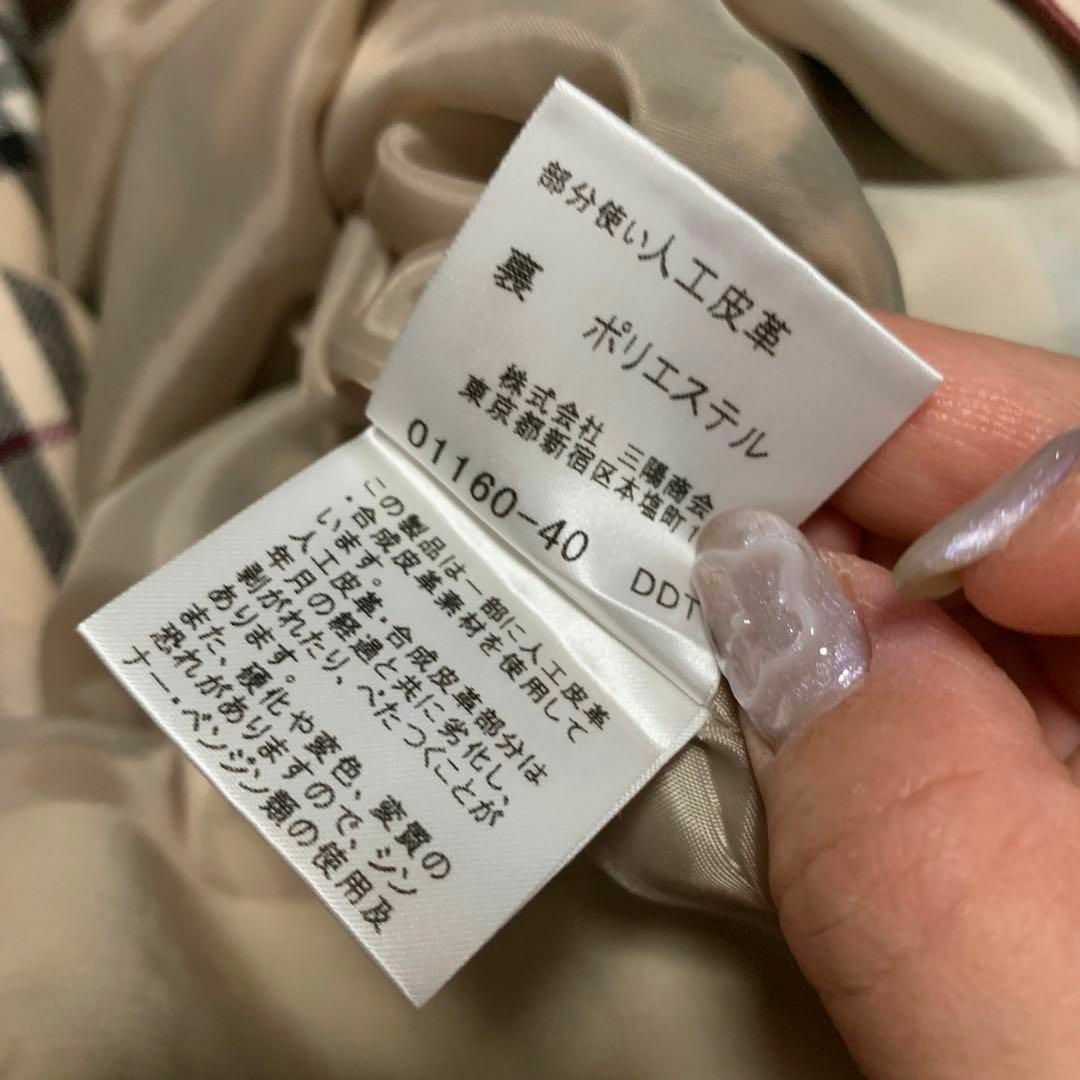 部分使い人工皮革
裏
ポリエステル
株式会社 三陽商会
東京都新宿区本塩町1
01160-40 DDT
この製品は一部に人工皮革
・合成皮革素材を使用して
います。
人工皮革・合成皮革部分は
年月の経過と共に劣化し、
剥がれたり、べたつくことが
あります。
また、硬化や変色、変質の
恐れがありますので、シン
ナー・ベンジン類の使用及